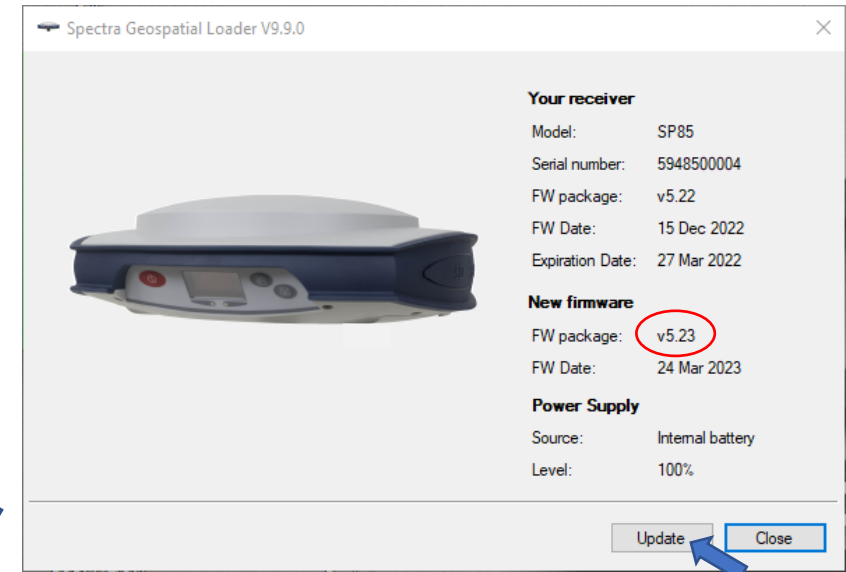 Spectra Geospatial Loader V9.9.0
Your receiver
Model: SP85
Serial number: 5948500004
FW package: v5.22
FW Date: 15 Dec 2022
Expiration Date: 27 Mar 2022
New firmware
FW package: v5.23
FW Date: 24 Mar 2023
Power Supply
Source: Internal battery
Level: 100%
Update Close